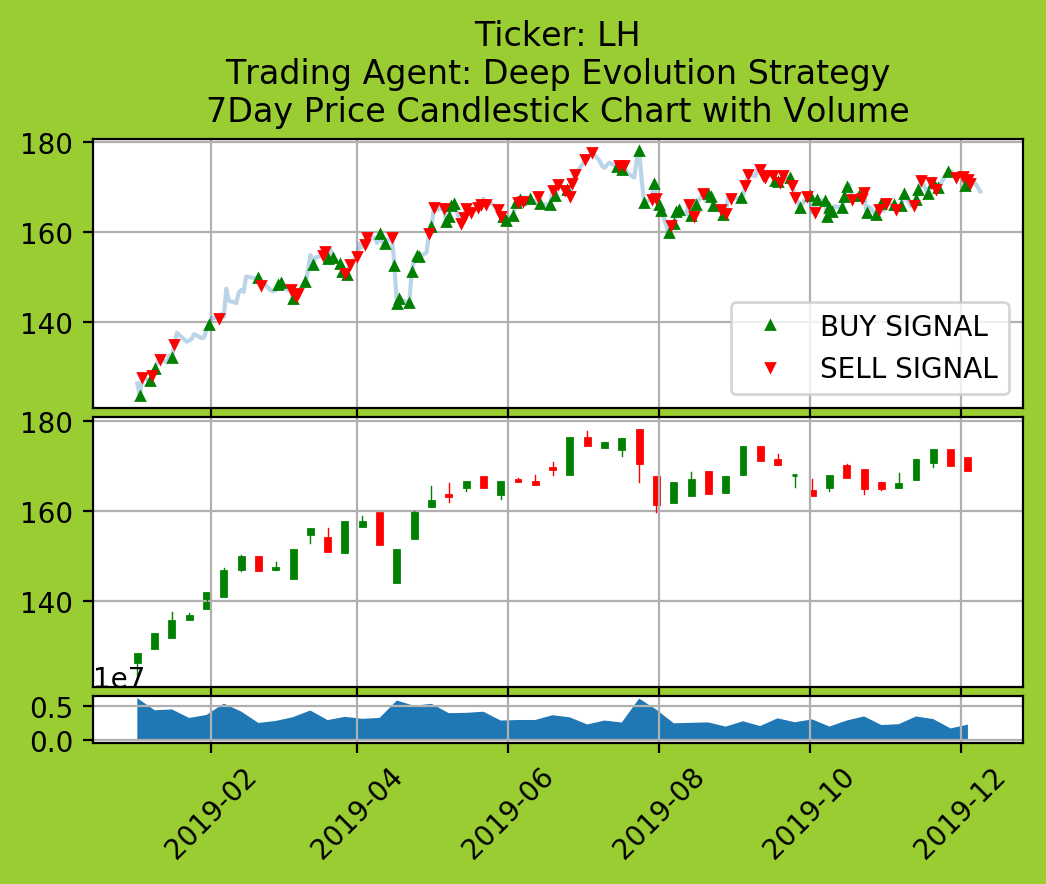 Ticker: LH
Trading Agent: Deep Evolution Strategy
7Day Price Candlestick Chart with Volume
180
160
140
BUY SIGNAL
SELL SIGNAL
180
160
140
1e7
0.5
0.0
2019-02
2019-04
2019-06
2019-08
2019-10
2019-12